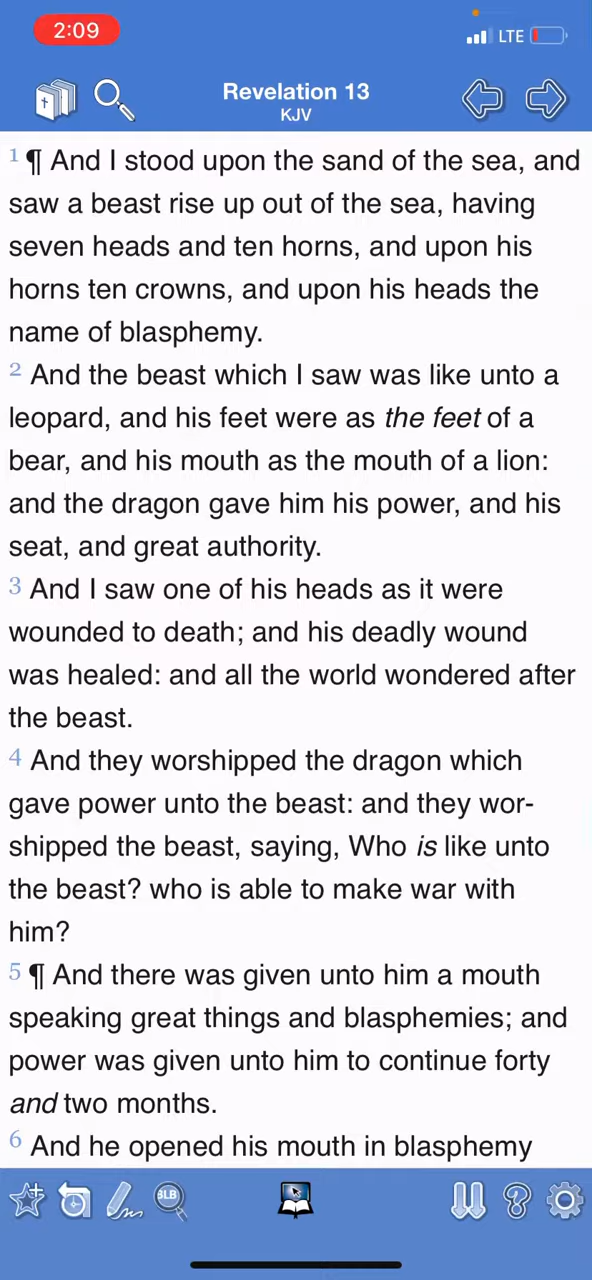 2:09
LTE
Revelation 13
KJV
1 ¶ And I stood upon the sand of the sea, and
saw a beast rise up out of the sea, having
seven heads and ten horns, and upon his
horns ten crowns, and upon his heads the
name of blasphemy.
2 And the beast which I saw was like unto a
leopard, and his feet were as the feet of a
bear, and his mouth as the mouth of a lion:
and the dragon gave him his power, and his
seat, and great authority.
3 And I saw one of his heads as it were
wounded to death; and his deadly wound
was healed: and all the world wondered after
the beast.
4 And they worshipped the dragon which
gave power unto the beast: and they wor-
shipped the beast, saying, Who is like unto
the beast? who is able to make war with
him?
5 ¶ And there was given unto him a mouth
speaking great things and blasphemies; and
power was given unto him to continue forty
and two months.
6 And he opened his mouth in blasphemy
BLB